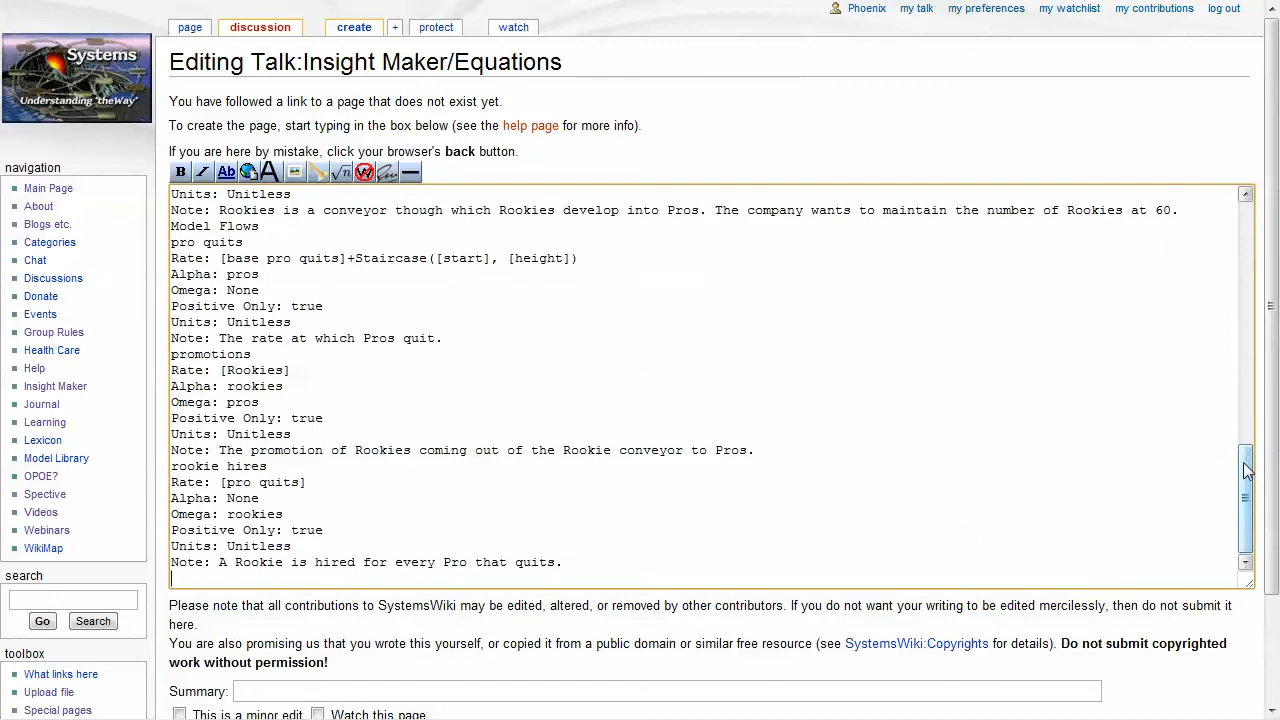 Phoenix my talk my preferences my watchlist my contributions log out
page discussion create + protect watch
Systems
Understanding "theWay"
Editing Talk:Insight Maker/Equations
You have followed a link to a page that does not exist yet.
To create the page, start typing in the box below (see the help page for more info).
If you are here by mistake, click your browser's back button.
B I Ab A √n W
navigation
Main Page
About
Blogs etc.
Categories
Chat
Discussions
Donate
Events
Group Rules
Health Care
Help
Insight Maker
Journal
Learning
Lexicon
Model Library
OPOE?
Spective
Videos
Webinars
WikiMap
search
Go Search
toolbox
What links here
Upload file
Special pages
Units: Unitless
Note: Rookies is a conveyor though which Rookies develop into Pros. The company wants to maintain the number of Rookies at 60.
Model Flows
pro quits
Rate: [base pro quits]+Staircase([start], [height])
Alpha: pros
Omega: None
Positive Only: true
Units: Unitless
Note: The rate at which Pros quit.
promotions
Rate: [Rookies]
Alpha: rookies
Omega: pros
Positive Only: true
Units: Unitless
Note: The promotion of Rookies coming out of the Rookie conveyor to Pros.
rookie hires
Rate: [pro quits]
Alpha: None
Omega: rookies
Positive Only: true
Units: Unitless
Note: A Rookie is hired for every Pro that quits.
Please note that all contributions to SystemsWiki may be edited, altered, or removed by other contributors. If you do not want your writing to be edited mercilessly, then do not submit it
here.
You are also promising us that you wrote this yourself, or copied it from a public domain or similar free resource (see SystemsWiki:Copyrights for details). Do not submit copyrighted
work without permission!
Summary:
This is a minor edit Watch this page